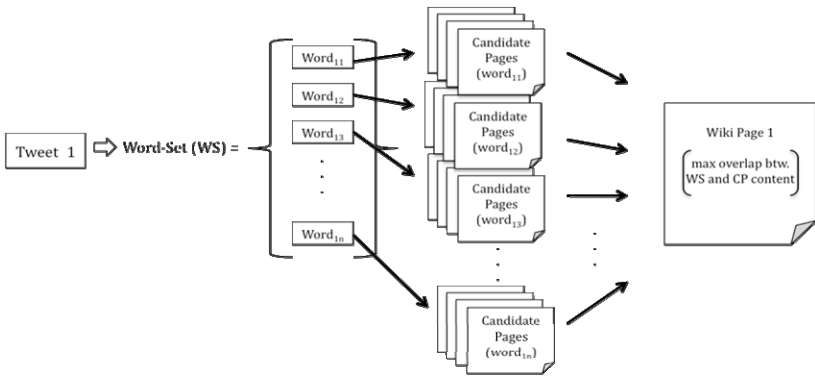 Tweet 1
Word-Set (WS) =
Word11
Word12
Word13
Word1n
Candidate
Pages
(word11)
Candidate
Pages
(word12)
Candidate
Pages
(word13)
Candidate
Pages
(word1n)
Wiki Page 1
max overlap btw.
WS and CP content